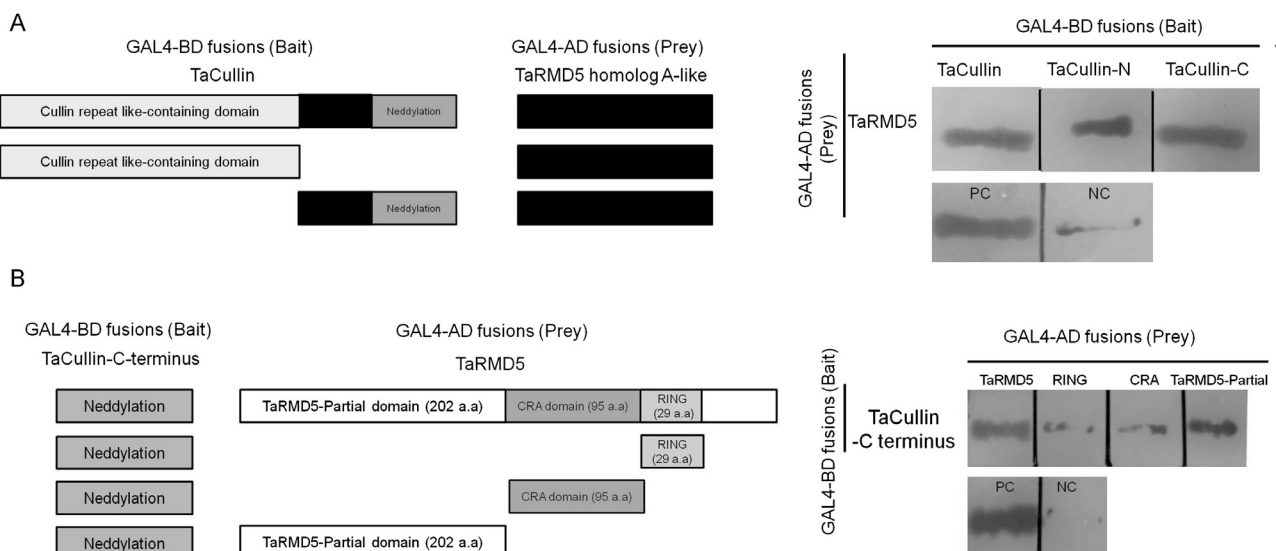 A
GAL4-BD fusions (Bait)
TaCullin
Cullin repeat like-containing domain
Neddylation
Cullin repeat like-containing domain
Neddylation
GAL4-AD fusions (Prey)
TaRMD5 homolog A-like
GAL4-BD fusions (Bait)
TaCullin TaCullin-N TaCullin-C
GAL4-AD fusions
(Prey)
TaRMD5
PC NC
B
GAL4-BD fusions (Bait)
TaCullin-C-terminus
Neddylation
Neddylation
Neddylation
Neddylation
GAL4-AD fusions (Prey)
TaRMD5
TaRMD5-Partial domain (202 a.a)
CRA domain (95 a.a)
RING
(29 a.a)
RING
(29 a.a)
CRA domain (95 a.a)
TaRMD5-Partial domain (202 a.a)
GAL4-AD fusions (Prey)
TaRMD5 RING CRA TaRMD5-Partial
GAL4-BD fusions (Bait)
TaCullin
-C terminus
PC NC